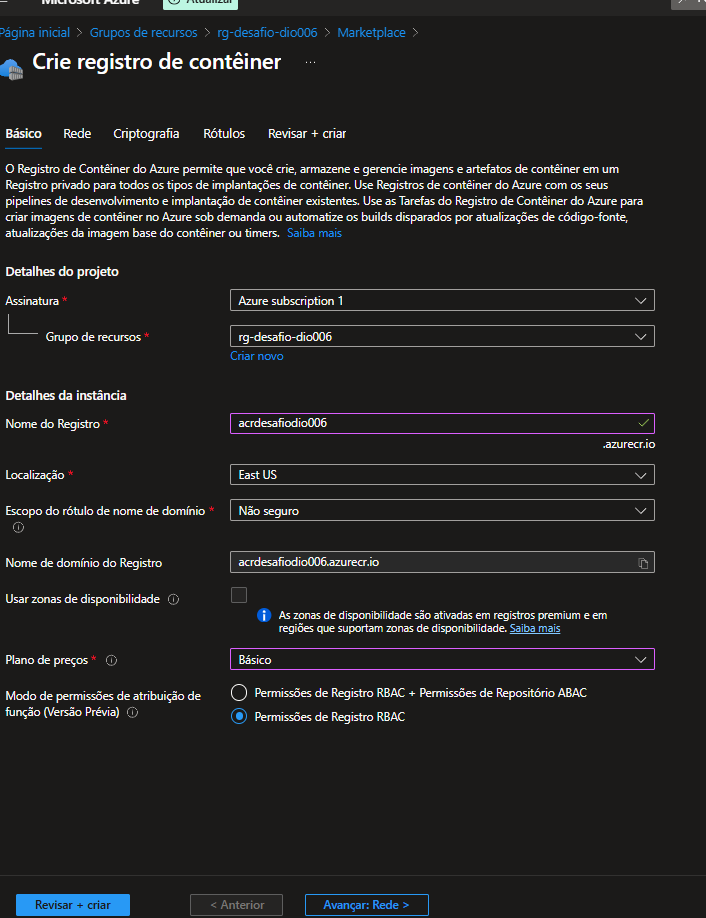 Microsoft Azure
Atualizar
Página inicial > Grupos de recursos > rg-desafio-dio006 > Marketplace >
Crie registro de contêiner ...
Básico Rede Criptografia Rótulos Revisar + criar
O Registro de Contêiner do Azure permite que você crie, armazene e gerencie imagens e artefatos de contêiner em um
Registro privado para todos os tipos de implantações de contêiner. Use Registros de contêiner do Azure com os seus
pipelines de desenvolvimento e implantação de contêiner existentes. Use as Tarefas do Registro de Contêiner do Azure para
criar imagens de contêiner no Azure sob demanda ou automatize os builds disparados por atualizações de código-fonte,
atualizações da imagem base do contêiner ou timers. Saiba mais
Detalhes do projeto
Assinatura *
Azure subscription 1
Grupo de recursos *
rg-desafio-dio006
Criar novo
Detalhes da instância
Nome do Registro *
acrdesafiodio006
.azurecr.io
Localização *
East US
Escopo do rótulo de nome de domínio *
Não seguro
Nome de domínio do Registro
acrdesafiodio006.azurecr.io
Usar zonas de disponibilidade
As zonas de disponibilidade são ativadas em registros premium e em
regiões que suportam zonas de disponibilidade. Saiba mais
Plano de preços *
Básico
Modo de permissões de atribuição de
função (Versão Prévia)
Permissões de Registro RBAC + Permissões de Repositório ABAC
Permissões de Registro RBAC
Revisar + criar
< Anterior
Avançar: Rede >